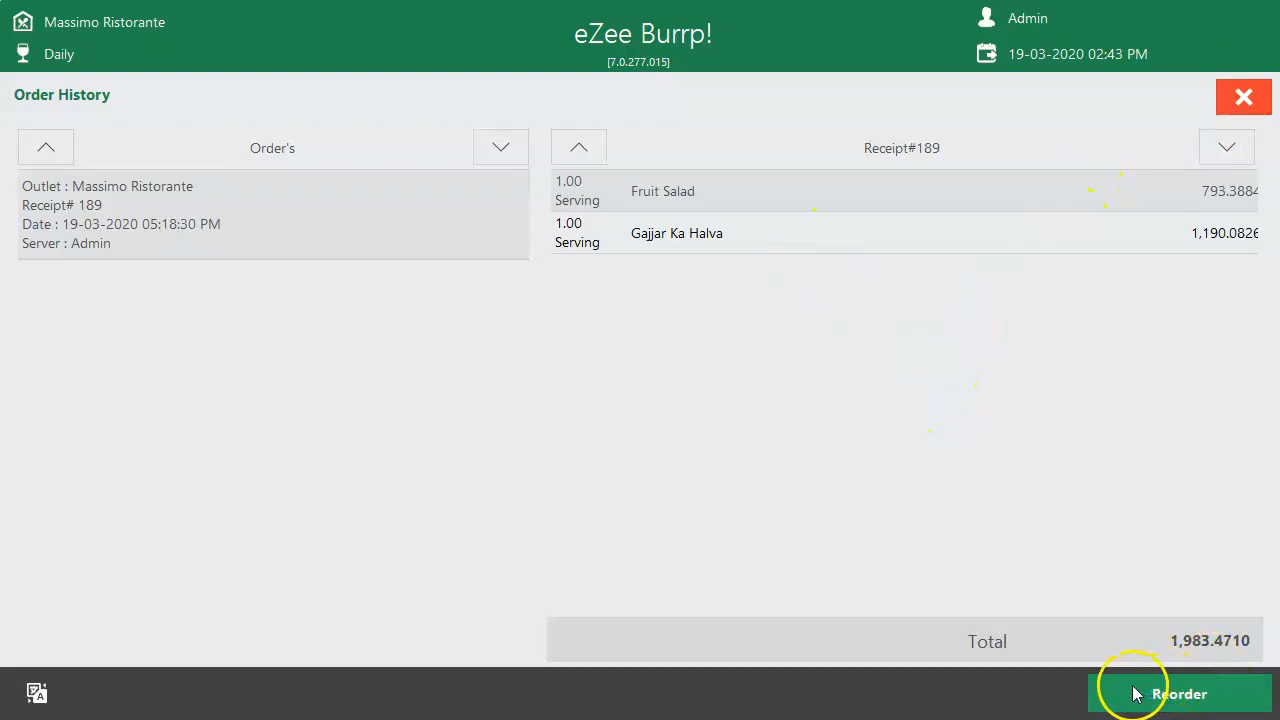 Massimo Ristorante
Daily
eZee Burrp!
[7.0.277.015]
Admin
19-03-2020 02:43 PM
Order History
Order's
Outlet : Massimo Ristorante
Receipt# 189
Date : 19-03-2020 05:18:30 PM
Server : Admin
Receipt#189
1.00
Serving
Fruit Salad
793.3884
1.00
Serving
Gajjar Ka Halva
1,190.0826
Total
1,983.4710
Reorder